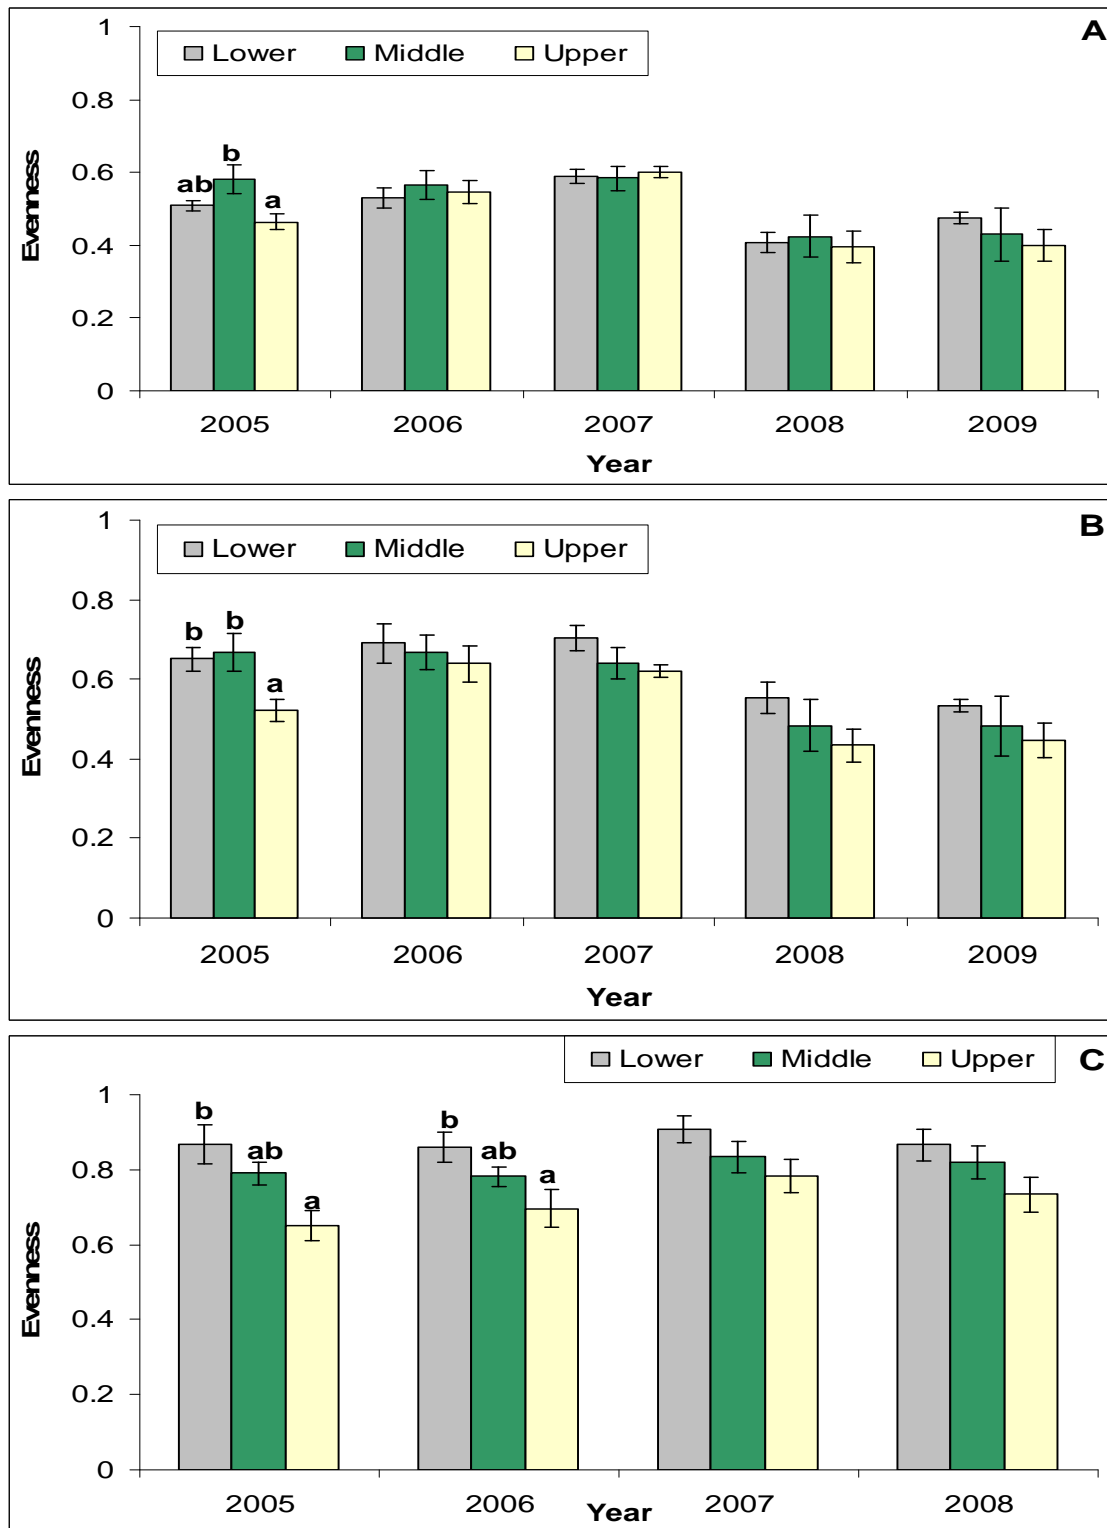 A
Lower Middle Upper
1
0.8
0.6
0.4
0.2
0
Evenness
ab b a
2005 2006 2007 2008 2009
Year
B
Lower Middle Upper
1
0.8
0.6
0.4
0.2
0
Evenness
b b a
2005 2006 2007 2008 2009
Year
Lower Middle Upper C
1
0.8
0.6
0.4
0.2
0
Evenness
b ab a b ab a
2005 2006 2007 2008
Year